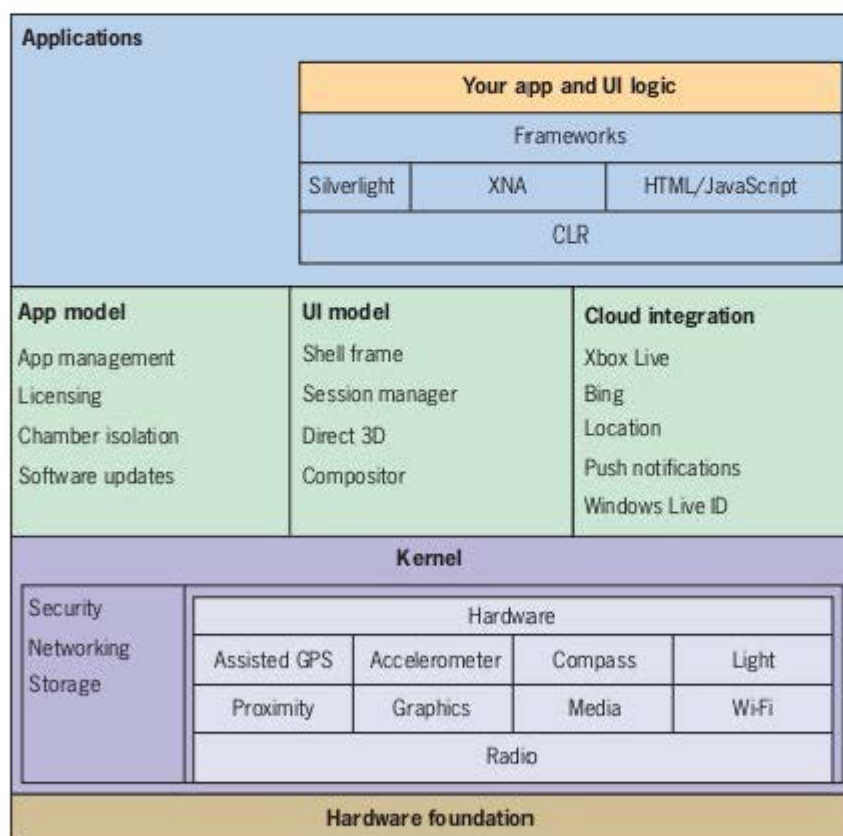 Applications
Your app and UI logic
Frameworks
Silverlight XNA HTML/JavaScript
CLR
App model
App management
Licensing
Chamber isolation
Software updates
UI model
Shell frame
Session manager
Direct 3D
Compositor
Cloud integration
Xbox Live
Bing
Location
Push notifications
Windows Live ID
Kernel
Security
Networking
Storage
Hardware
Assisted GPS Accelerometer Compass Light
Proximity Graphics Media Wi-Fi
Radio
Hardware foundation